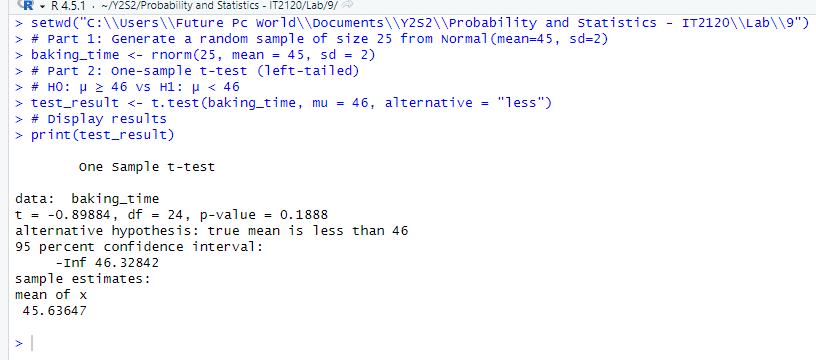 R 4.5.1 · ~/Y2S2/Probability and Statistics - IT2120/Lab/9/
> setwd("C:\\Users\\Future Pc World\\Documents\\Y2S2\\Probability and Statistics - IT2120\\Lab\\9")
> # Part 1: Generate a random sample of size 25 from Normal(mean=45, sd=2)
> baking_time <- rnorm(25, mean = 45, sd = 2)
> # Part 2: One-sample t-test (left-tailed)
> # H0: μ ≥ 46 vs H1: μ < 46
> test_result <- t.test(baking_time, mu = 46, alternative = "less")
> # Display results
> print(test_result)
One Sample t-test
data:  baking_time
t = -0.89884, df = 24, p-value = 0.1888
alternative hypothesis: true mean is less than 46
95 percent confidence interval:
-Inf 46.32842
sample estimates:
mean of x
45.63647
>